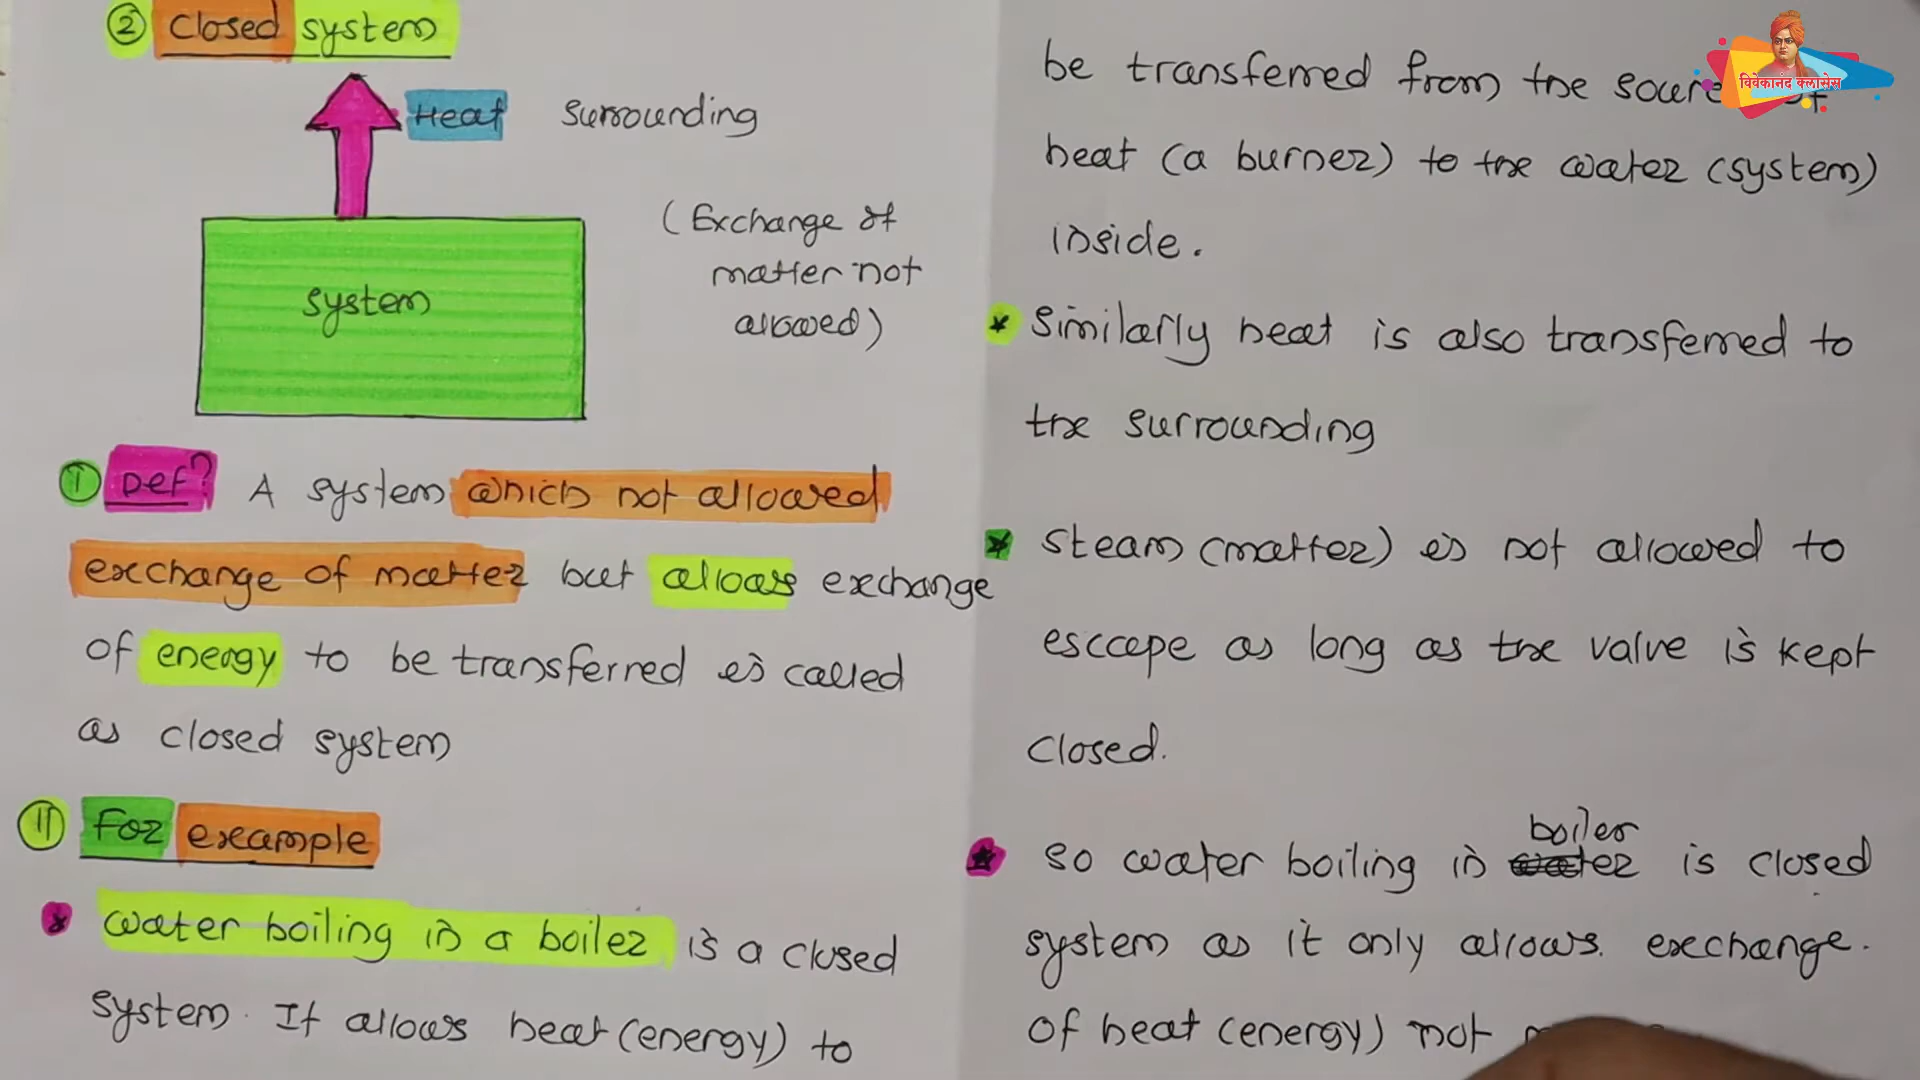 ② Closed system
Heat surrounding
(Exchange of
matter not
allowed)
system
① Def? A system which not allowed
exchange of matter but allows exchange
of energy to be transferred is called
as closed system
II For example
* water boiling in a boiler is a closed
system. It allows heat (energy) to
be transferred from the source of
heat (a burner) to the water (system)
inside.
* Similarly heat is also transferred to
the surrounding
* steam (matter) is not allowed to
escape as long as the valve is kept
closed.
boiler
* so water boiling in water is closed
system as it only allows exchange.
of heat (energy) not
विवेकानंद क्लासेस